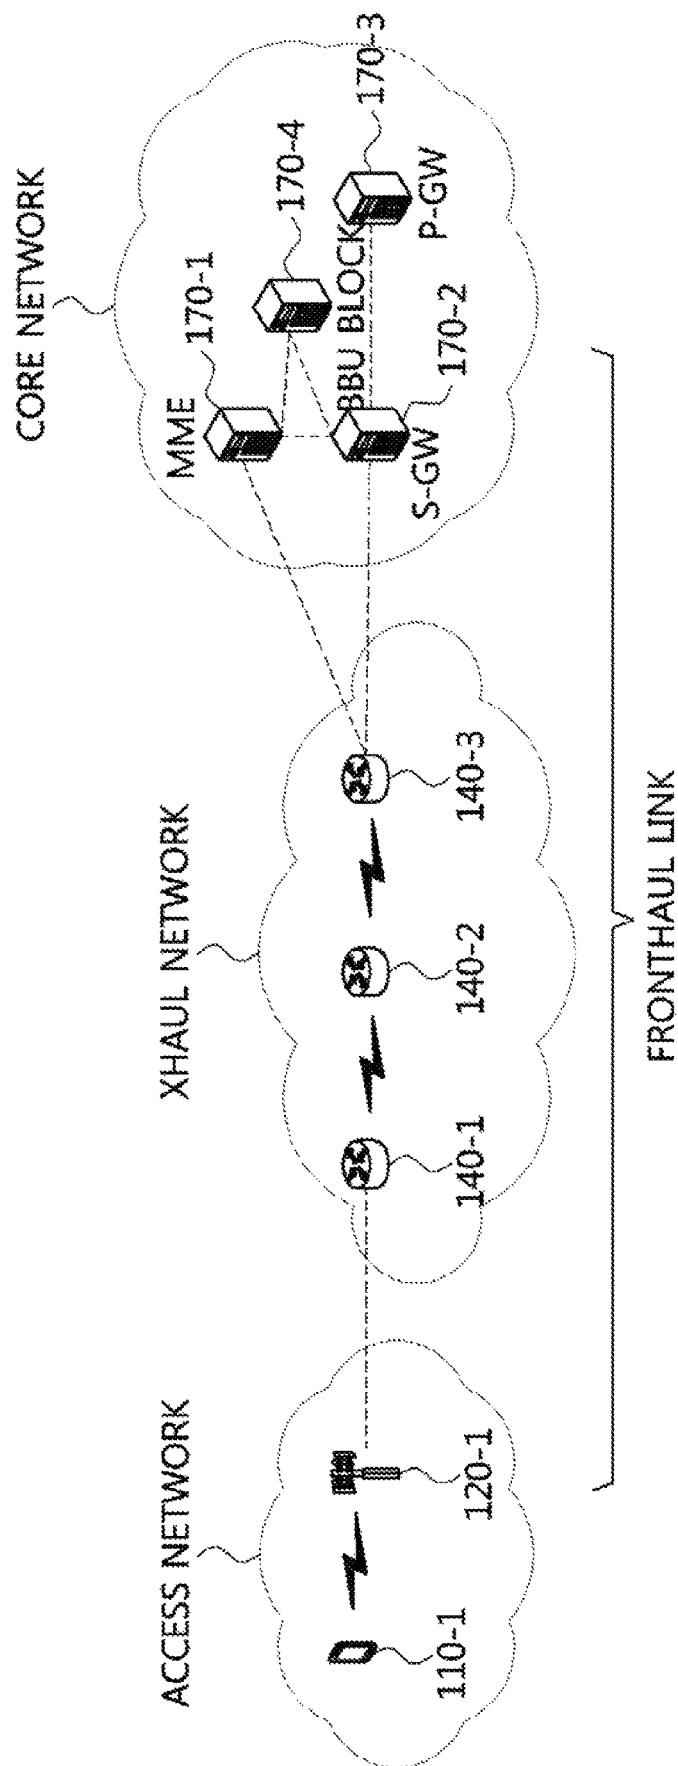 ACCESS NETWORK
XHAUL NETWORK
CORE NETWORK
110-1
120-1
140-1
140-2
140-3
MME
170-1
170-4
BBU BLOCK
S-GW
170-2
P-GW
170-3
FRONTHAUL LINK